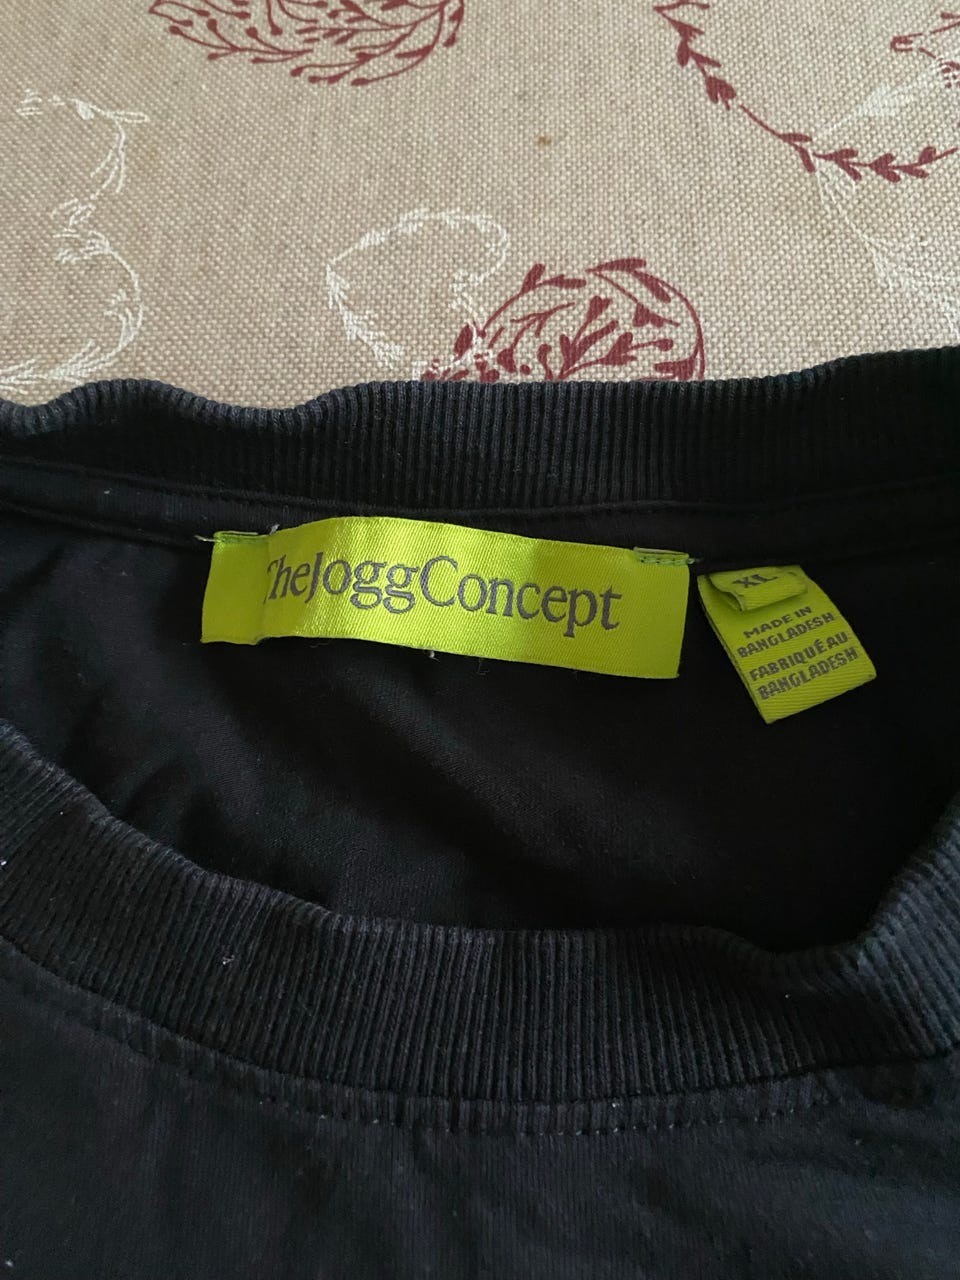 TheJoggConcept
XL
MADE IN
BANGLADESH
FABRIQUÉ AU
BANGLADESH